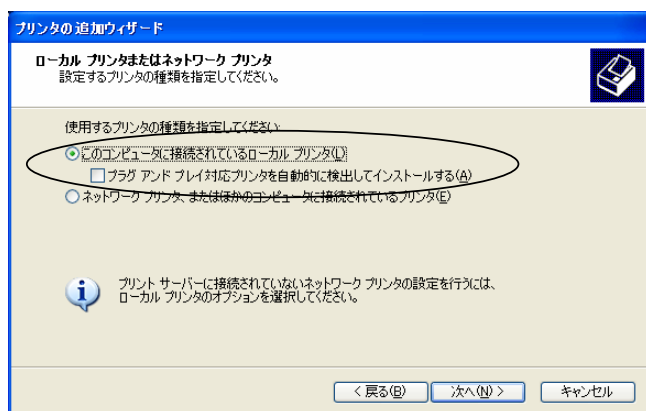 プリンタの追加ウィザード
ローカル プリンタまたはネットワーク プリンタ
設定するプリンタの種類を指定してください。
使用するプリンタの種類を指定してください:
このコンピュータに接続されているローカル プリンタ(L)
プラグ アンド プレイ対応プリンタを自動的に検出してインストールする(A)
ネットワーク プリンタ、またはほかのコンピュータに接続されているプリンタ(E)
プリント サーバーに接続されていないネットワーク プリンタの設定を行うには、
ローカル プリンタのオプションを選択してください。
< 戻る(B) 次へ(N) > キャンセル